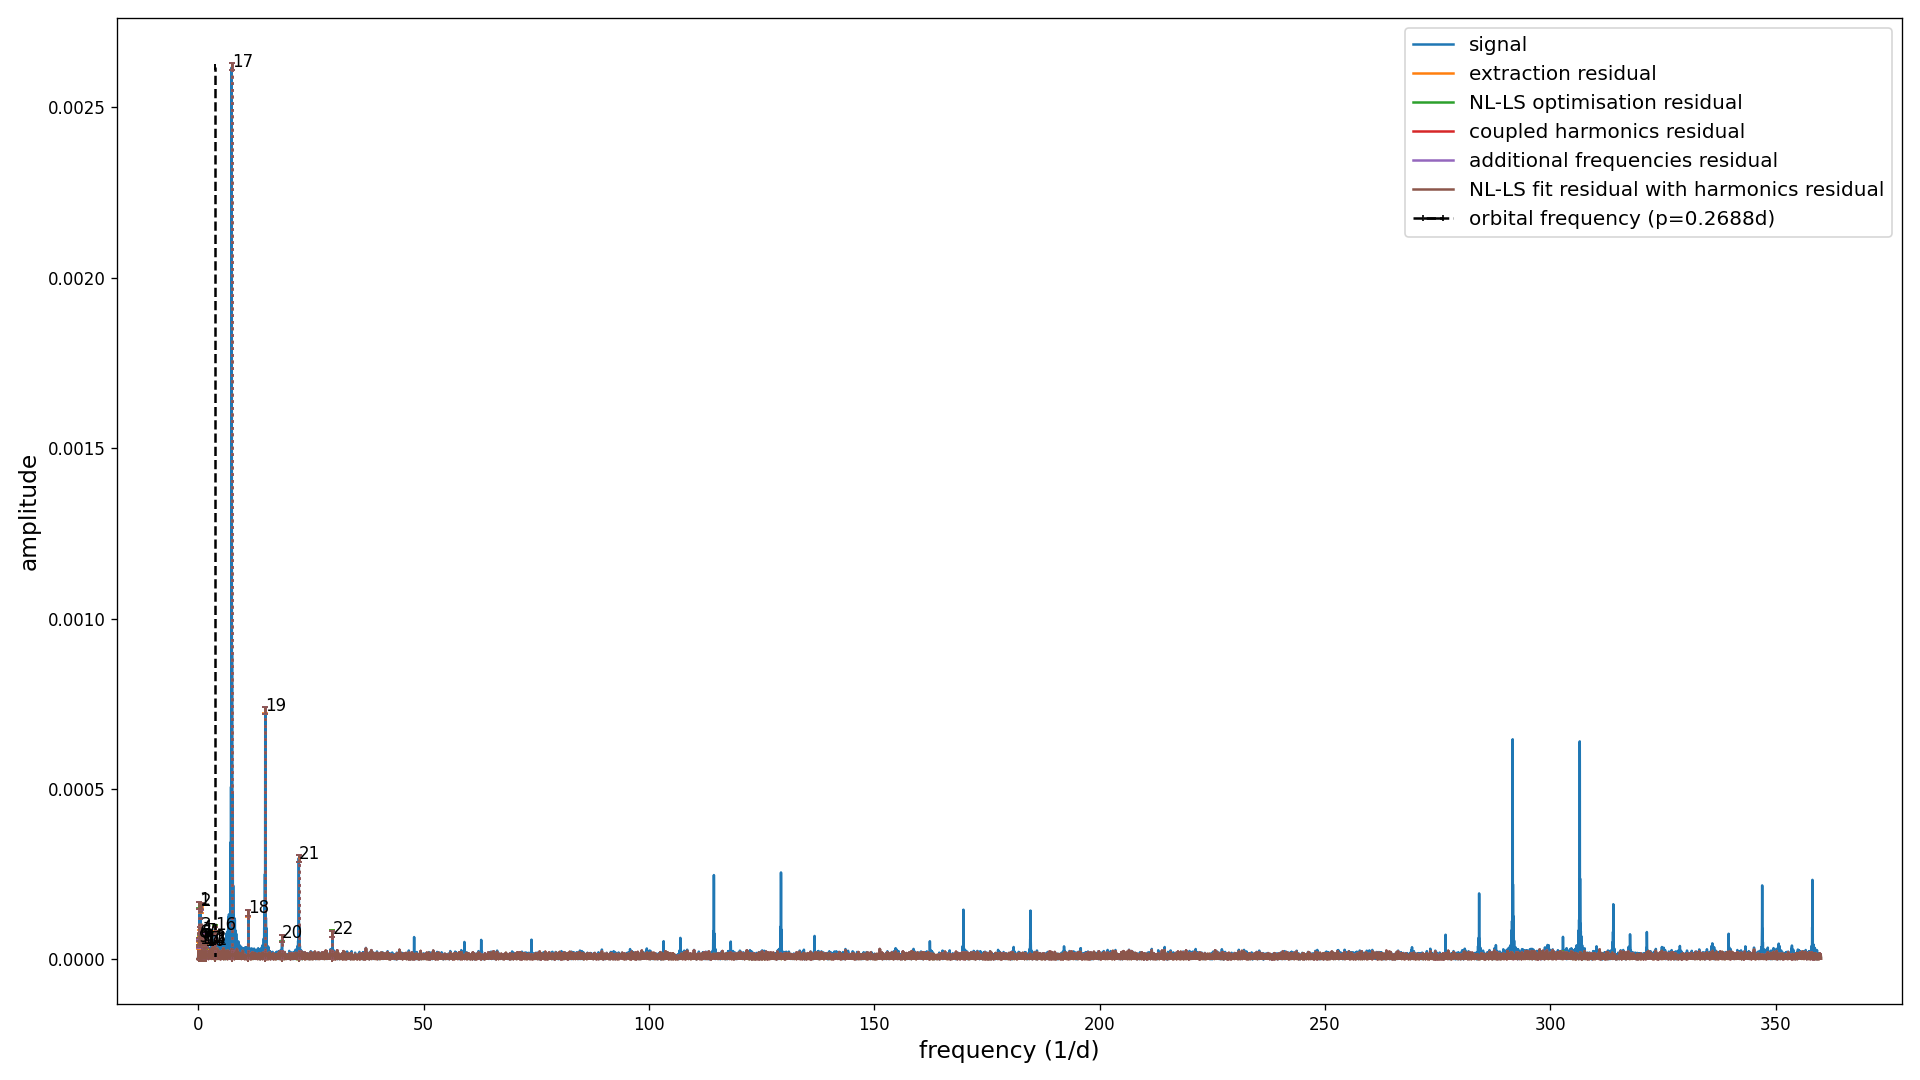 signal
extraction residual
NL-LS optimisation residual
coupled harmonics residual
additional frequencies residual
NL-LS fit residual with harmonics residual
orbital frequency (p=0.2688d)
amplitude
0.0025
0.0020
0.0015
0.0010
0.0005
0.0000
17
19
21
18
16
20
22
2
0
50
100
150
200
250
300
350
frequency (1/d)